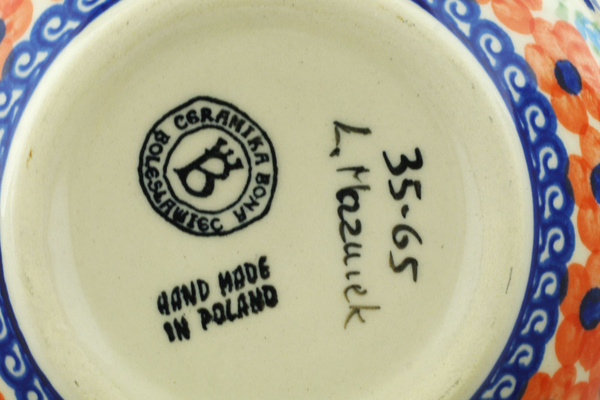 CERAMIKA BONA
BOLESŁAWIEC
B
HAND MADE
IN POLAND
35-65
L. Mazurek